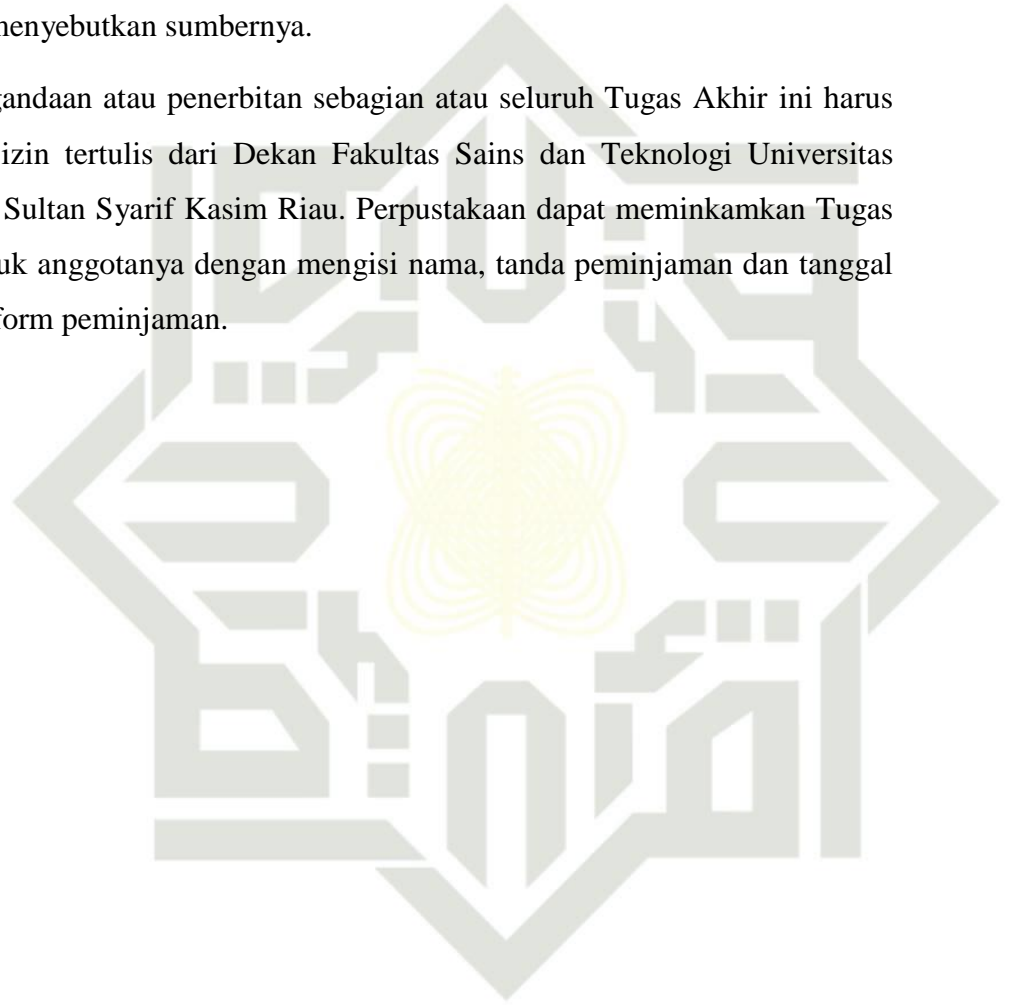 menyebutkan sumbernya.
gandaan atau penerbitan sebagian atau seluruh Tugas Akhir ini harus
izin tertulis dari Dekan Fakultas Sains dan Teknologi Universitas
Sultan Syarif Kasim Riau. Perpustakaan dapat meminkamkan Tugas
uk anggotanya dengan mengisi nama, tanda peminjaman dan tanggal
form peminjaman.